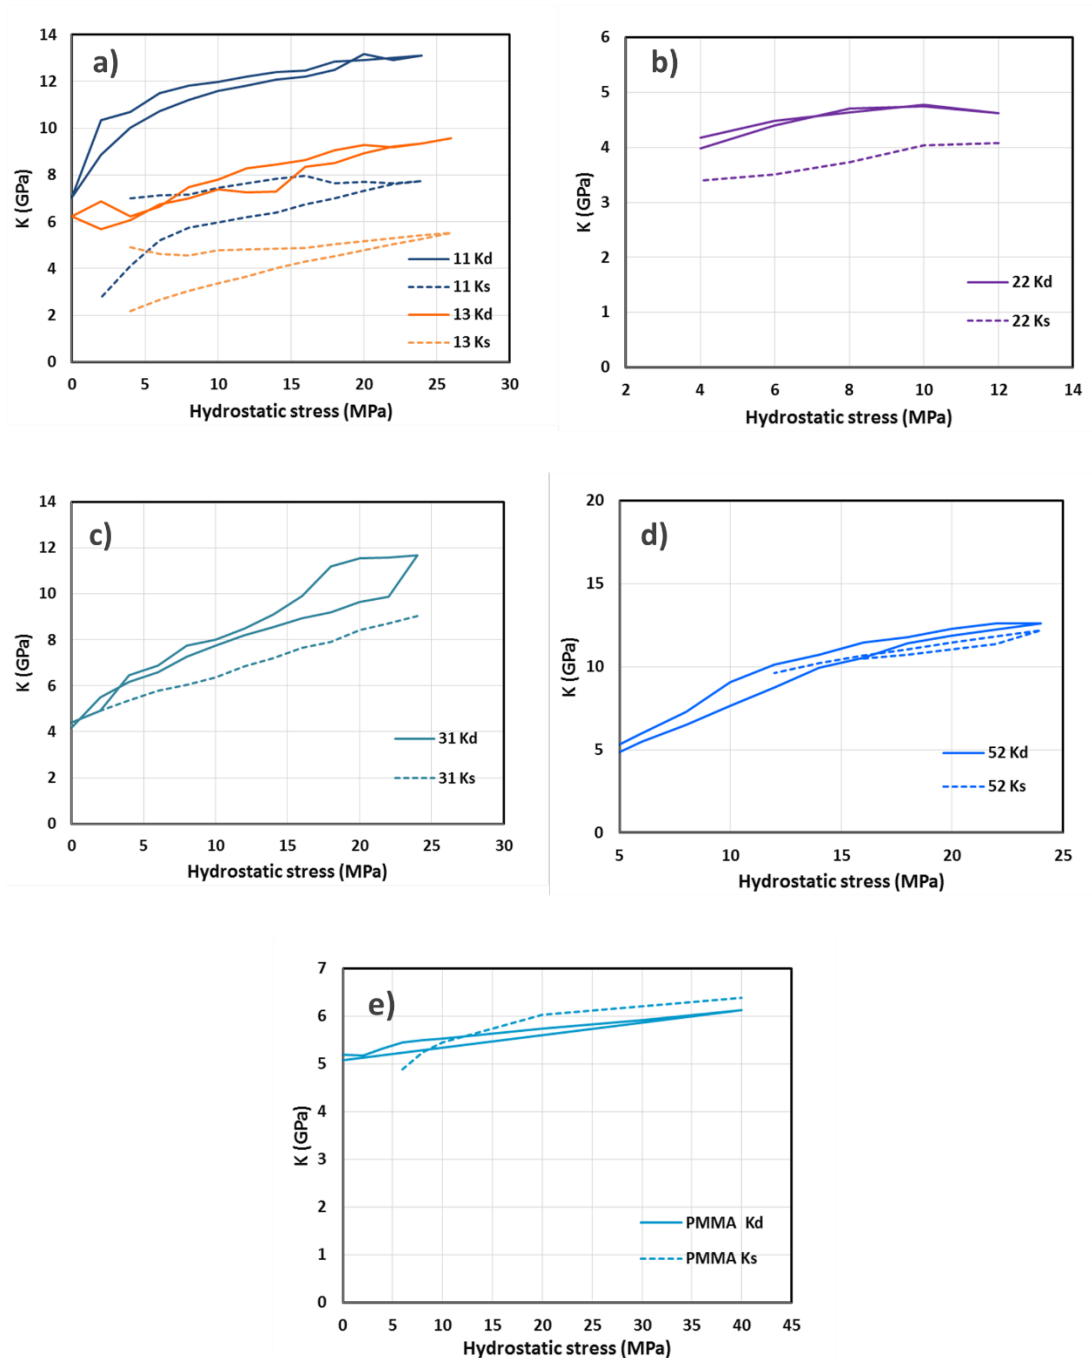 a)
14
12
10
8
6
4
2
0
K (GPa)
0 5 10 15 20 25 30
Hydrostatic stress (MPa)
11 Kd
11 Ks
13 Kd
13 Ks
b)
6
5
4
3
2
1
0
K (GPa)
2 4 6 8 10 12 14
Hydrostatic stress (MPa)
22 Kd
22 Ks
c)
14
12
10
8
6
4
2
0
K (GPa)
0 5 10 15 20 25 30
Hydrostatic stress (MPa)
31 Kd
31 Ks
d)
20
15
10
5
0
K (GPa)
5 10 15 20 25
Hydrostatic stress (MPa)
52 Kd
52 Ks
e)
7
6
5
4
3
2
1
0
K (GPa)
0 5 10 15 20 25 30 35 40 45
Hydrostatic stress (MPa)
PMMA Kd
PMMA Ks